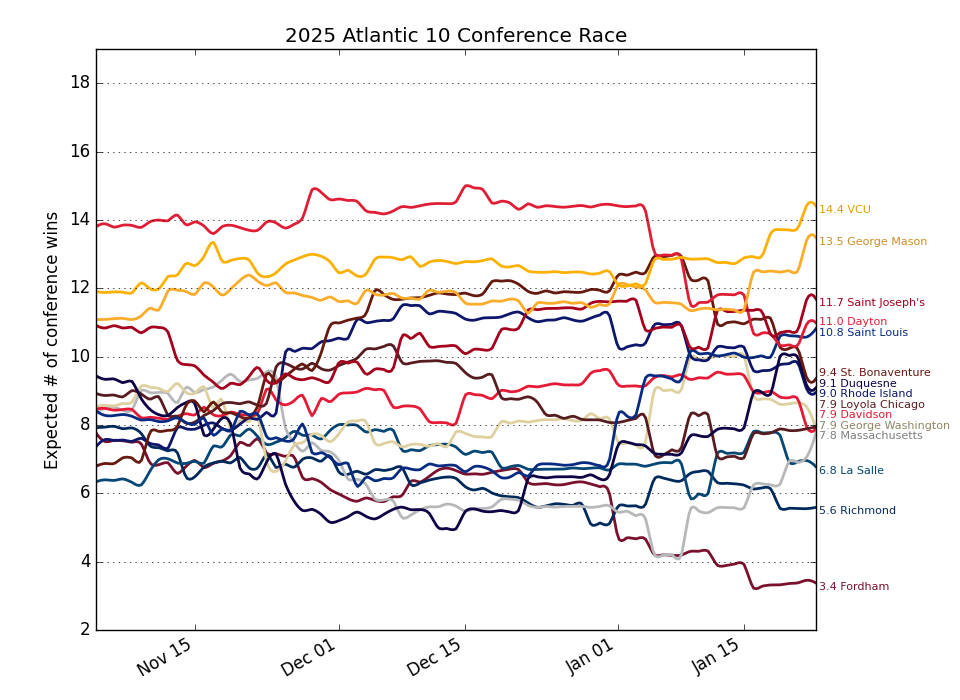 2025 Atlantic 10 Conference Race
Expected # of conference wins
18
16
14
12
10
8
6
4
2
Nov 15
Dec 01
Dec 15
Jan 01
Jan 15
14.4 VCU
13.5 George Mason
11.7 Saint Joseph's
11.0 Dayton
10.8 Saint Louis
9.4 St. Bonaventure
9.1 Duquesne
9.0 Rhode Island
7.9 Loyola Chicago
7.9 Davidson
7.9 George Washington
7.8 Massachusetts
6.8 La Salle
5.6 Richmond
3.4 Fordham